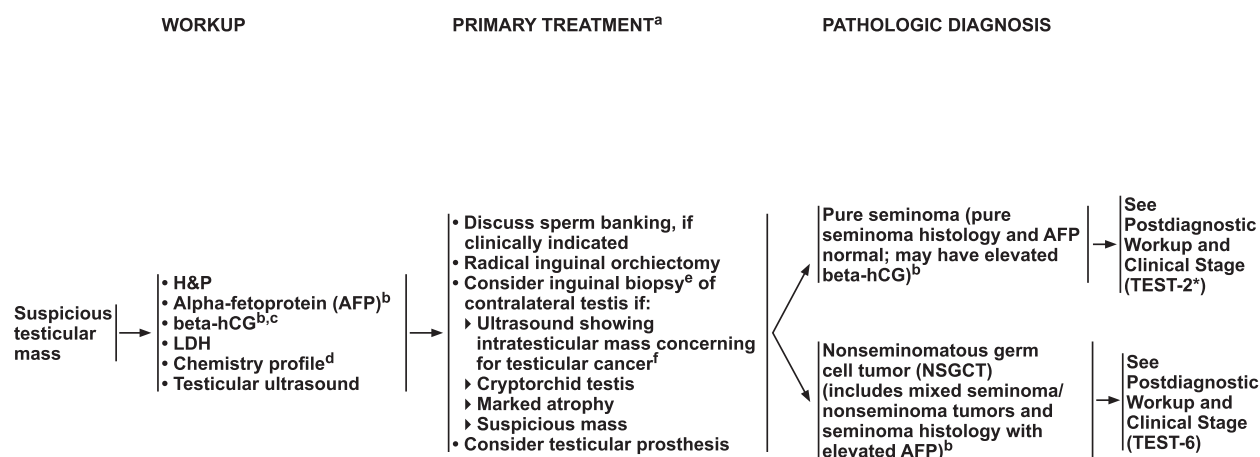 WORKUP
PRIMARY TREATMENTa
PATHOLOGIC DIAGNOSIS
Suspicious
testicular
mass
• H&P
• Alpha-fetoprotein (AFP)b
• beta-hCGb,c
• LDH
• Chemistry profiled
• Testicular ultrasound
• Discuss sperm banking, if
clinically indicated
• Radical inguinal orchiectomy
• Consider inguinal biopsye of
contralateral testis if:
Ultrasound showing
intratesticular mass concerning
for testicular cancerf
Cryptorchid testis
Marked atrophy
Suspicious mass
• Consider testicular prosthesis
Pure seminoma (pure
seminoma histology and AFP
normal; may have elevated
beta-hCG)b
See
Postdiagnostic
Workup and
Clinical Stage
(TEST-2*)
Nonseminomatous germ
cell tumor (NSGCT)
(includes mixed seminoma/
nonseminoma tumors and
seminoma histology with
elevated AFP)b
See
Postdiagnostic
Workup and
Clinical Stage
(TEST-6)